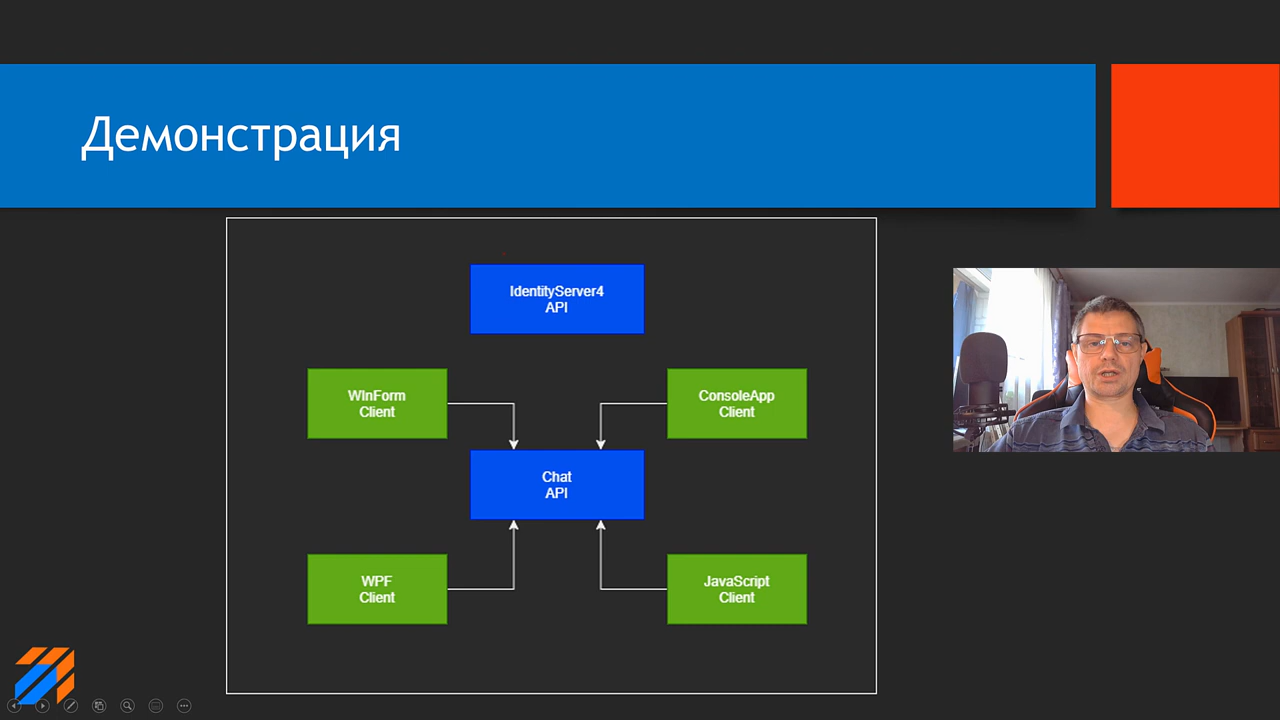 Демонстрация
IdentityServer4
API
WInForm
Client
ConsoleApp
Client
Chat
API
WPF
Client
JavaScript
Client